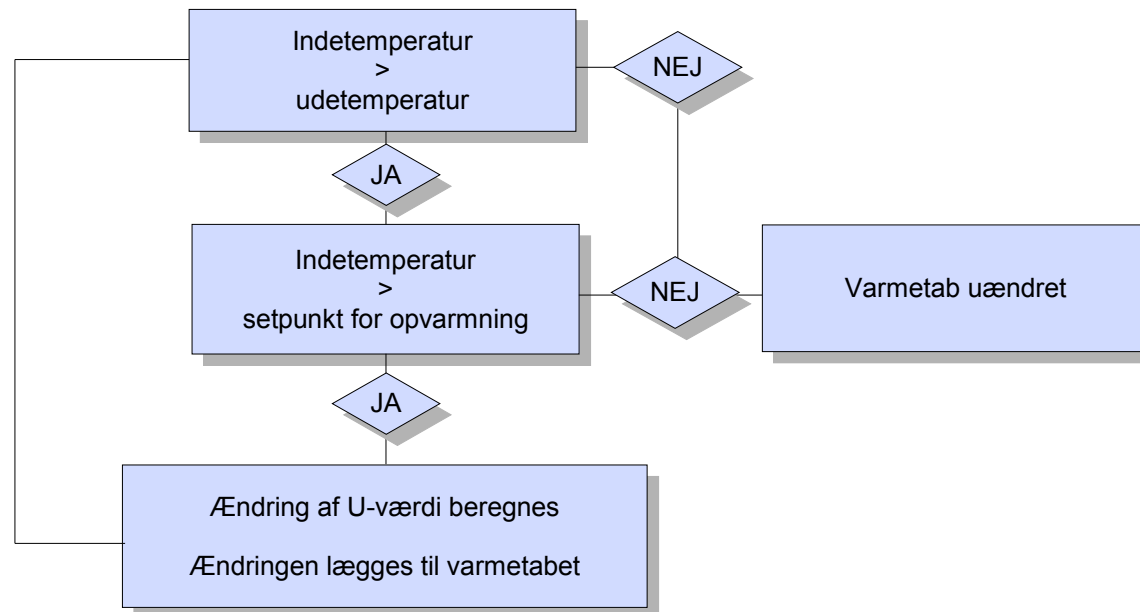 Indetemperatur
>
udetemperatur
NEJ
JA
Indetemperatur
>
setpunkt for opvarmning
NEJ
Varmetab uændret
JA
Ændring af U-værdi beregnes
Ændringen lægges til varmetabet